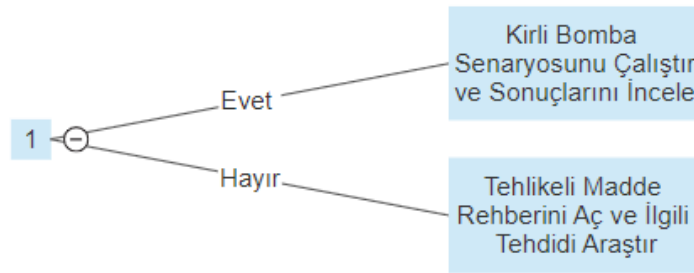 Kirli Bomba
Senaryosunu Çalıştır
ve Sonuçlarını İncele
Evet
1
Hayır
Tehlikeli Madde
Rehberini Aç ve İlgili
Tehdidi Araştır